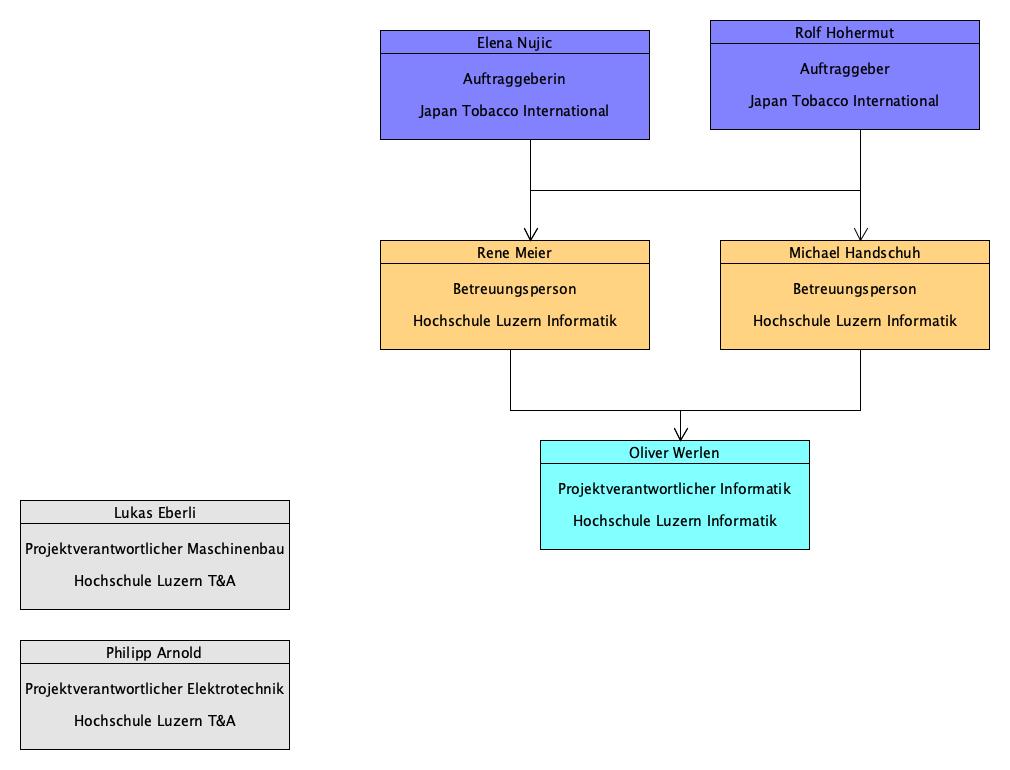 Elena Nujic
Auftraggeberin
Japan Tobacco International
Rolf Hohermut
Auftraggeber
Japan Tobacco International
Rene Meier
Betreuungsperson
Hochschule Luzern Informatik
Michael Handschuh
Betreuungsperson
Hochschule Luzern Informatik
Oliver Werlen
Projektverantwortlicher Informatik
Hochschule Luzern Informatik
Lukas Eberli
Projektverantwortlicher Maschinenbau
Hochschule Luzern T&A
Philipp Arnold
Projektverantwortlicher Elektrotechnik
Hochschule Luzern T&A